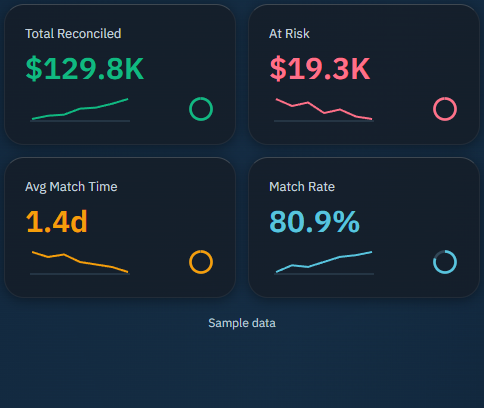 Total Reconciled
$129.8K
At Risk
$19.3K
Avg Match Time
1.4d
Match Rate
80.9%
Sample data